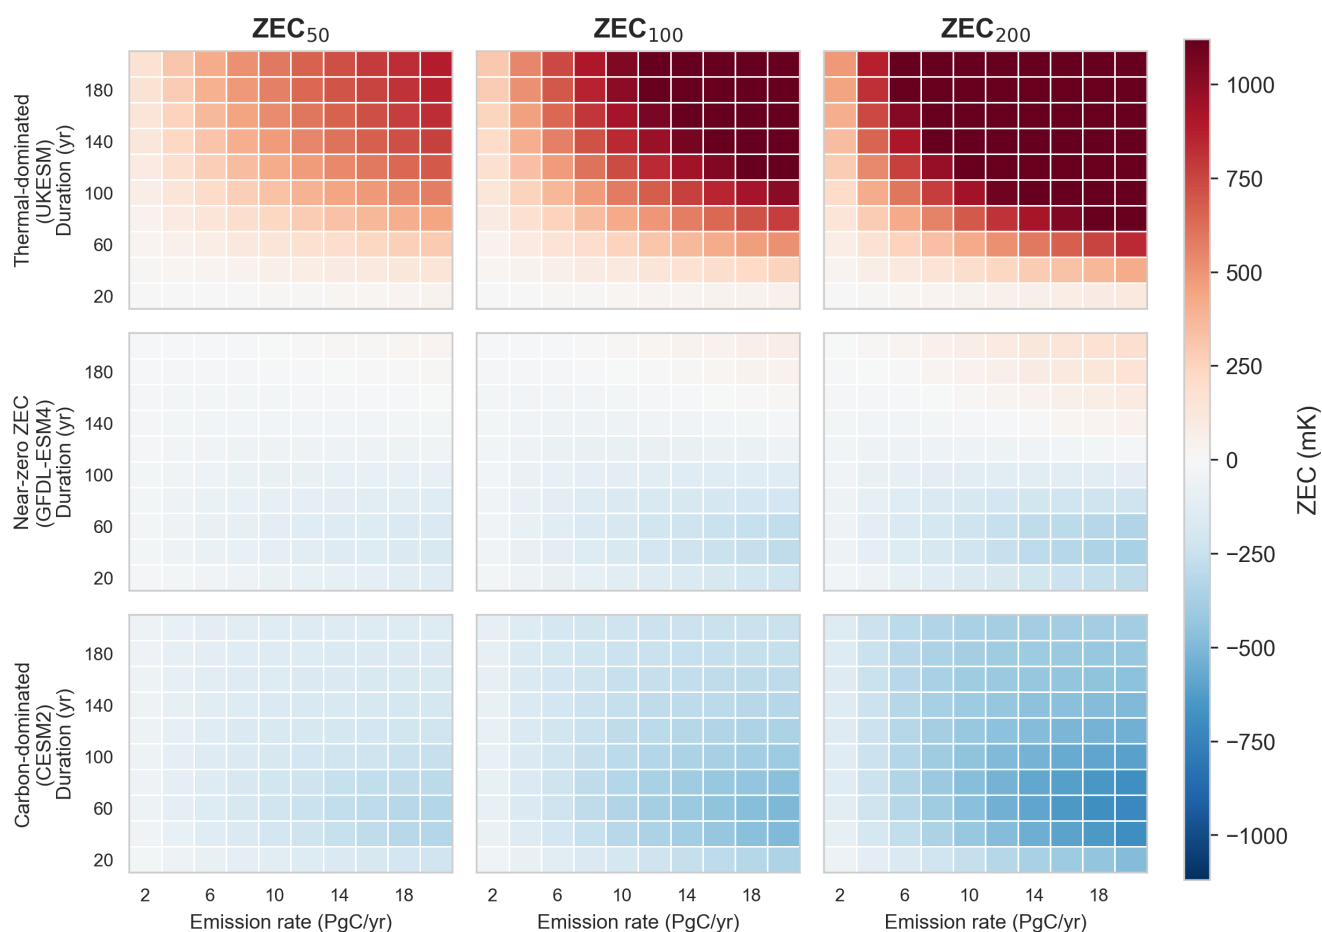 ZEC50 ZEC100 ZEC200
Thermal-dominated
(UKESM)
Duration (yr)
180
140
100
60
20
Near-zero ZEC
(GFDL-ESM4)
Duration (yr)
180
140
100
60
20
Carbon-dominated
(CESM2)
Duration (yr)
180
140
100
60
20
2 6 10 14 18
2 6 10 14 18
2 6 10 14 18
Emission rate (PgC/yr)
Emission rate (PgC/yr)
Emission rate (PgC/yr)
1000
750
500
250
0
−250
−500
−750
−1000
ZEC (mK)